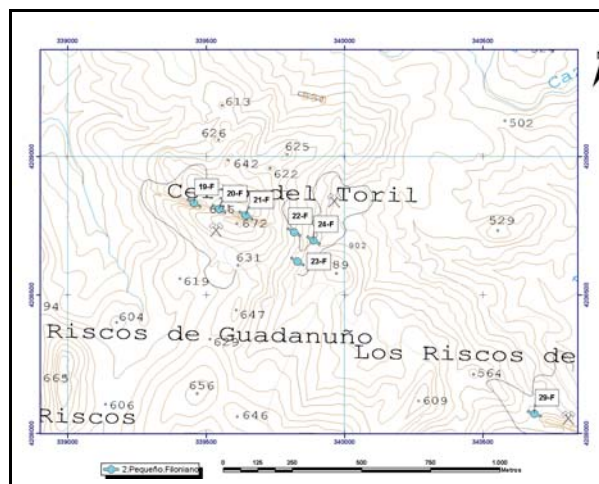 339000 339500 340000 340500
613
502
626
625
642
622
19-F
20-F
21-F
Cerro del Toril
672
22-F
24-F
529
902
631
23-F
619
647
604
Riscos de Guadanuño
629
Los Riscos de
564
665
656
29-F
606
609
Riscos
646
339000 339500 340000 340500
2.Pequeño.Filoniano
0 125 250 500 750 1.000
Metros